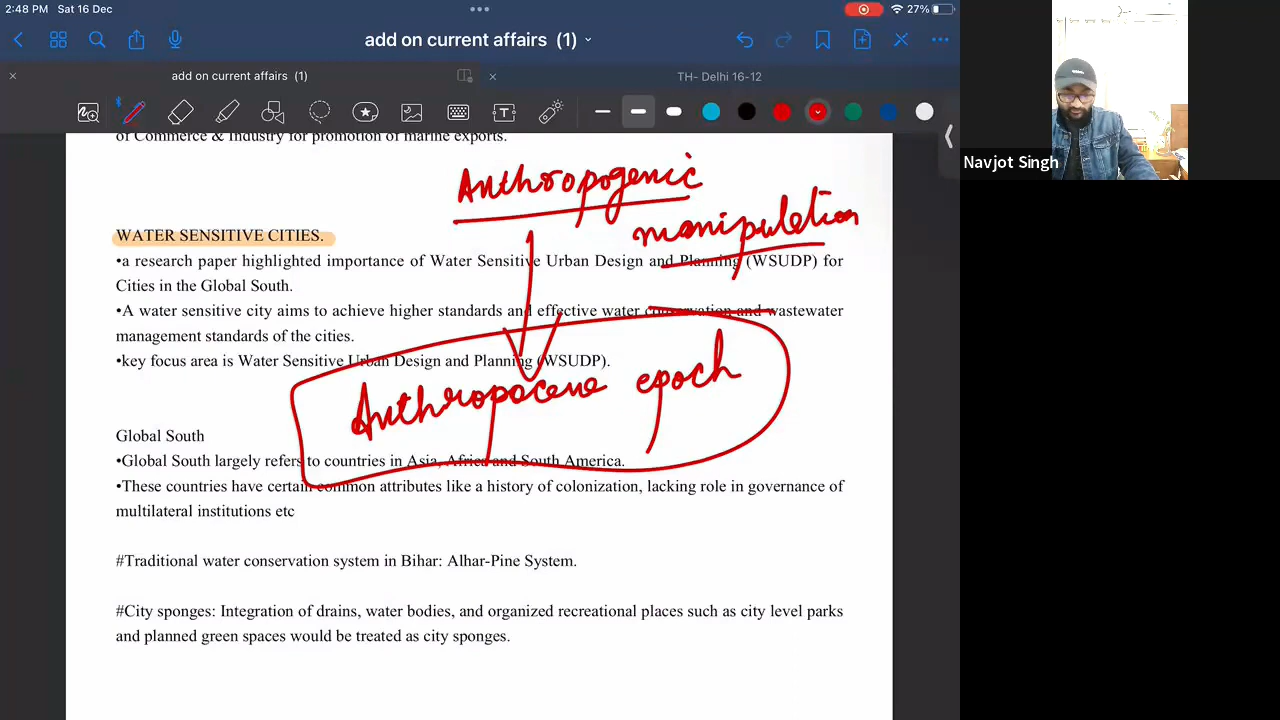 2:48 PM Sat 16 Dec
27%
add on current affairs (1)
add on current affairs (1)
TH- Delhi 16-12
of Commerce & Industry for promotion of marine exports.
Anthropogenic
manipuletion
WATER SENSITIVE CITIES.
•a research paper highlighted importance of Water Sensitive Urban Design and Planning (WSUDP) for
Cities in the Global South.
•A water sensitive city aims to achieve higher standards and effective water conservation and wastewater
management standards of the cities.
•key focus area is Water Sensitive Urban Design and Planning (WSUDP).
Anthropocene epoch
Global South
•Global South largely refers to countries in Asia, Africa and South America.
•These countries have certain common attributes like a history of colonization, lacking role in governance of
multilateral institutions etc
#Traditional water conservation system in Bihar: Alhar-Pine System.
#City sponges: Integration of drains, water bodies, and organized recreational places such as city level parks
and planned green spaces would be treated as city sponges.
Navjot Singh